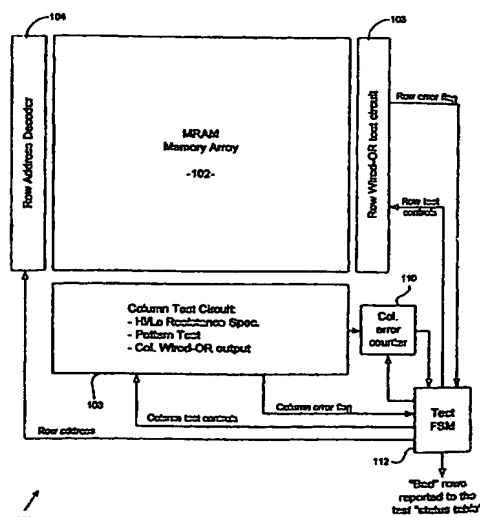 104
103
Row Address Decoder
MRAM
Memory Array
-102-
Row Wired-OR test circuit
Row error flag
Row test
controls
110
Column Test Circuit:
- Hi/Lo Resistance Spec.
- Pattern Test
- Col. Wired-OR output
Col.
error
counter
103
Column test controls
Column error flag
Row address
Test
FSM
112
"Bad" rows
reported to the
test "status table"